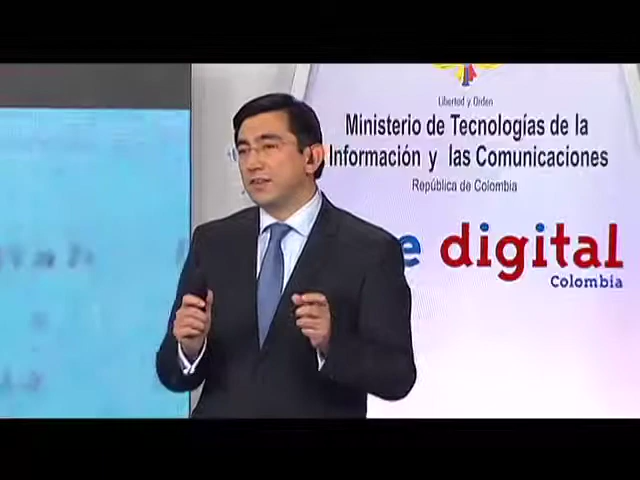 Libertad y Orden
Ministerio de Tecnologías de la
Información y las Comunicaciones
República de Colombia
e digital
Colombia